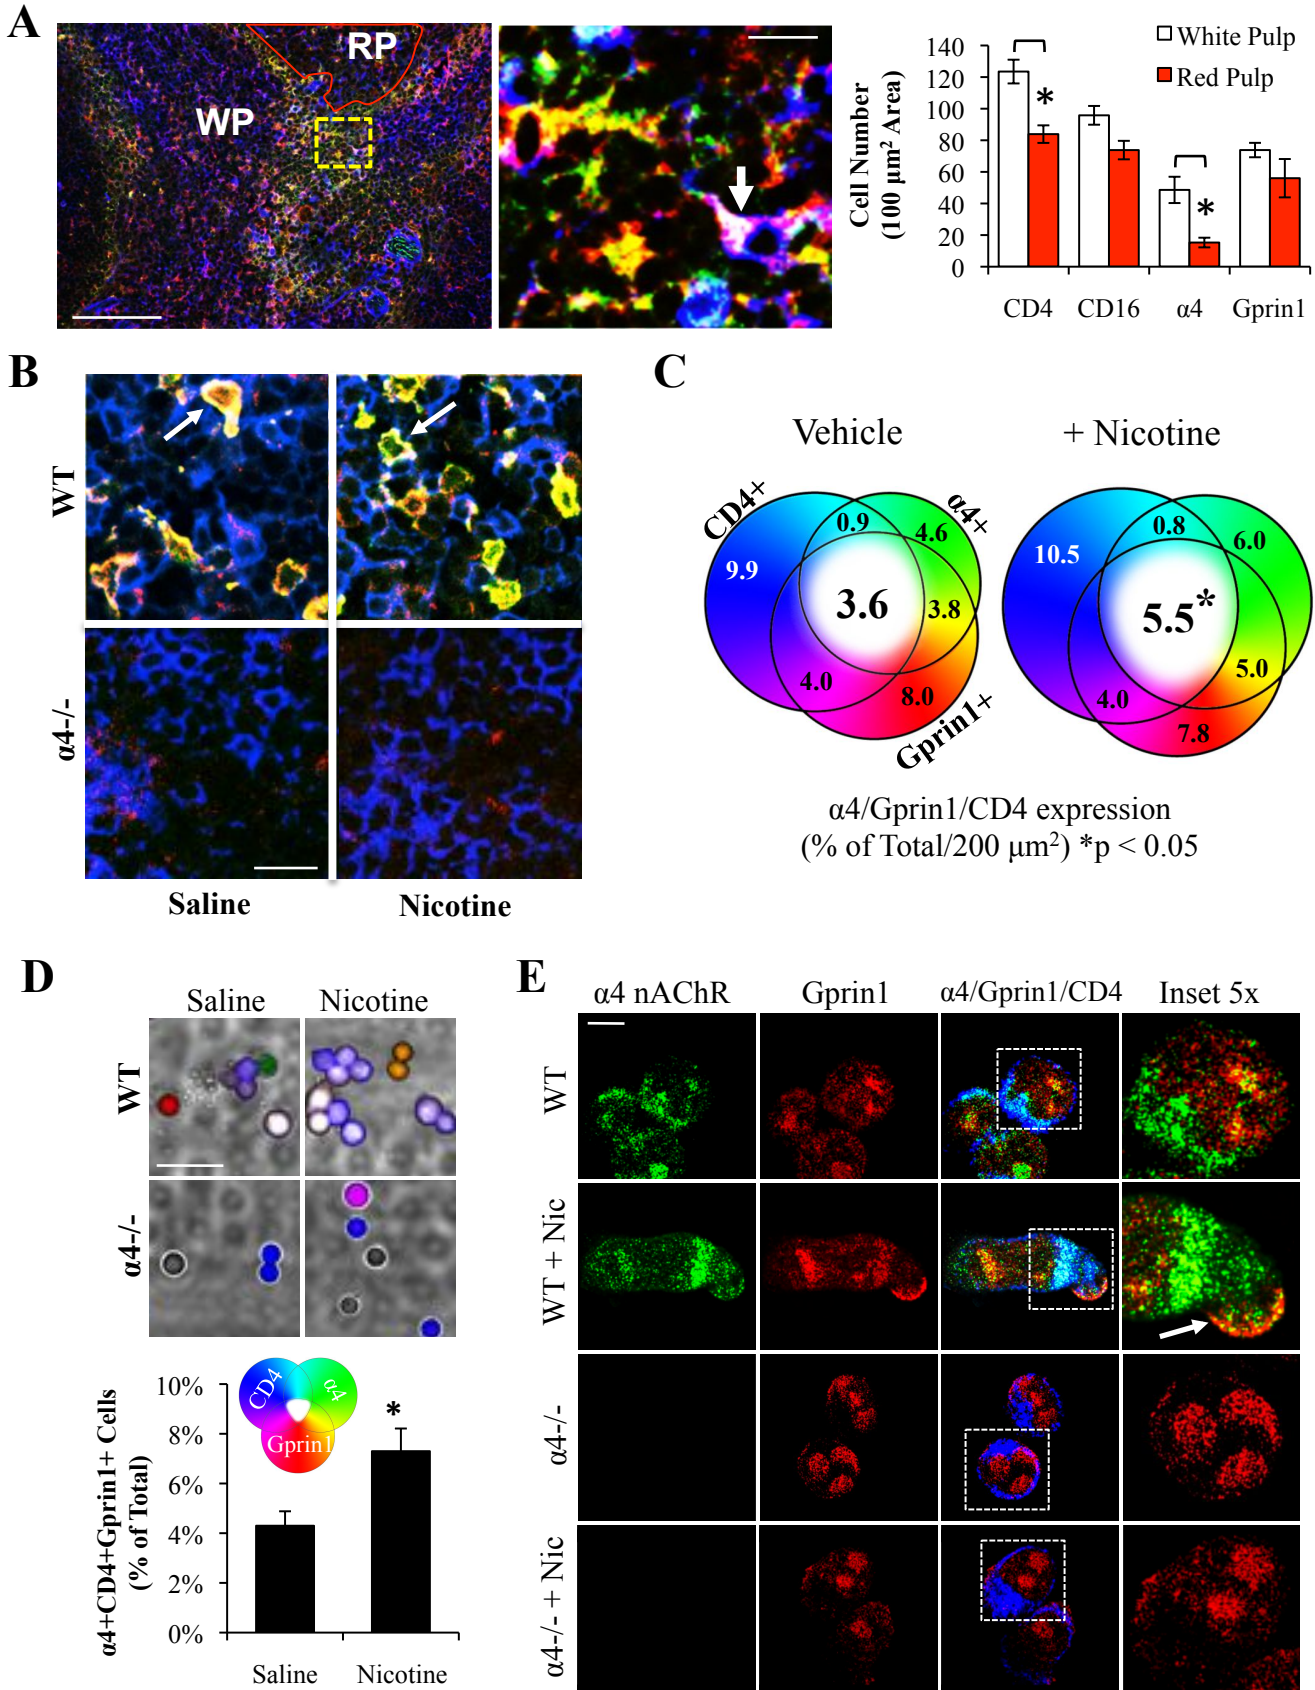 A
RP
WP
White Pulp
Red Pulp
Cell Number
(100 μm² Area)
140
120
100
80
60
40
20
0
*
*
CD4
CD16
α4
Gprin1
B
WT
α4-/-
Saline
Nicotine
C
Vehicle
+ Nicotine
CD4+
α4+
Gprin1+
0.9
4.6
9.9
3.6
3.8
4.0
8.0
0.8
6.0
10.5
5.5*
5.0
4.0
7.8
α4/Gprin1/CD4 expression
(% of Total/200 μm²) *p < 0.05
D
Saline
Nicotine
WT
α4-/-
α4+CD4+Gprin1+ Cells
(% of Total)
10%
8%
6%
4%
2%
0%
CD4
α4
Gprin1
*
Saline
Nicotine
E
α4 nAChR
Gprin1
α4/Gprin1/CD4
Inset 5x
WT
WT + Nic
α4-/-
α4-/- + Nic